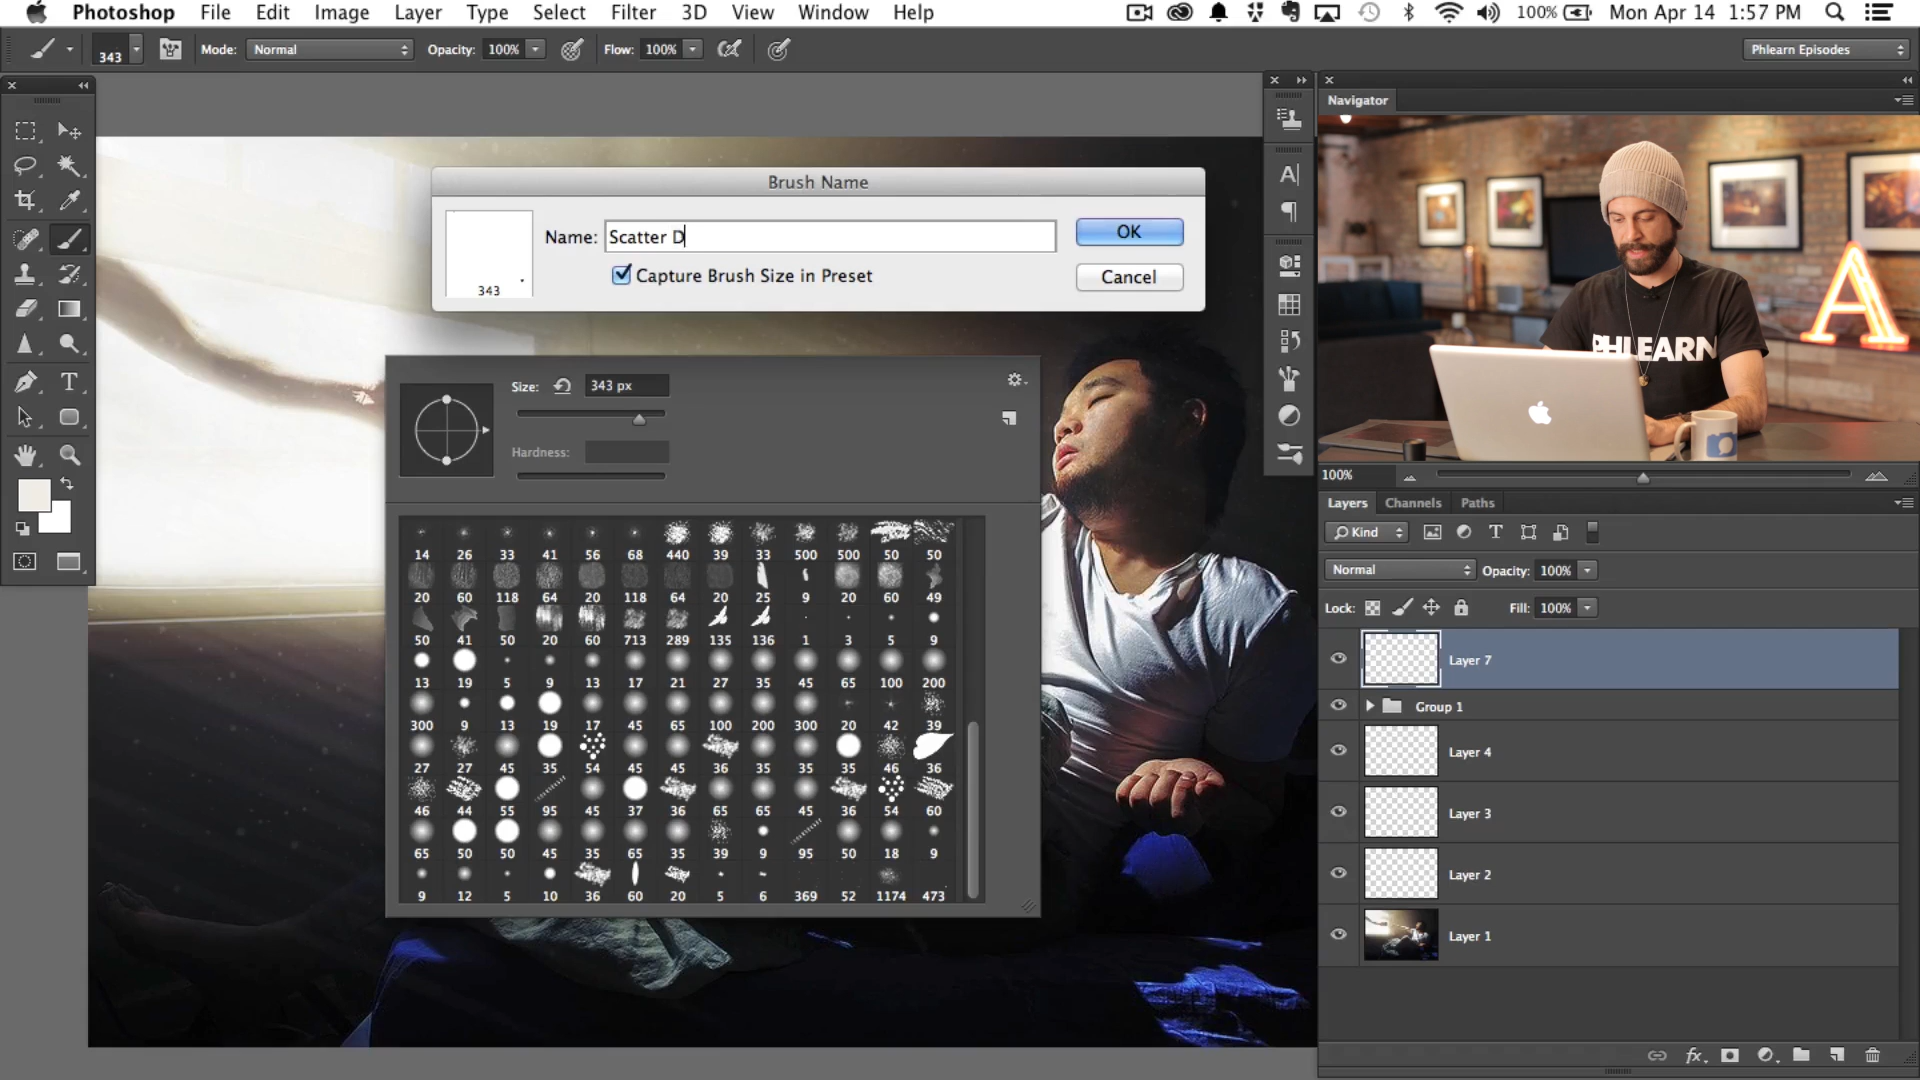 Photoshop File Edit Image Layer Type Select Filter 3D View Window Help 100% Mon Apr 14 1:57 PM
343 Mode: Normal Opacity: 100% Flow: 100% Phlearn Episodes
Navigator
Brush Name
Name: Scatter D
OK
Capture Brush Size in Preset
Cancel
343
PHLEARN
A
Size: 343 px
Hardness:
100%
Layers Channels Paths
Kind
Normal Opacity: 100%
Lock: Fill: 100%
14 26 33 41 56 68 440 39 33 500 500 50 50
20 60 118 64 20 118 64 20 25 9 20 60 49
50 41 50 20 60 713 289 135 136 1 3 5 9
13 19 5 9 13 17 21 27 35 45 65 100 200
300 9 13 19 17 45 65 100 200 300 20 42 39
27 27 45 35 54 45 45 36 35 35 35 46 36
46 44 55 95 45 37 36 65 65 45 36 54 60
65 50 50 45 35 65 35 39 9 95 50 18 9
9 12 5 10 36 60 20 5 6 369 52 1174 473
Layer 7
Group 1
Layer 4
Layer 3
Layer 2
Layer 1
fx